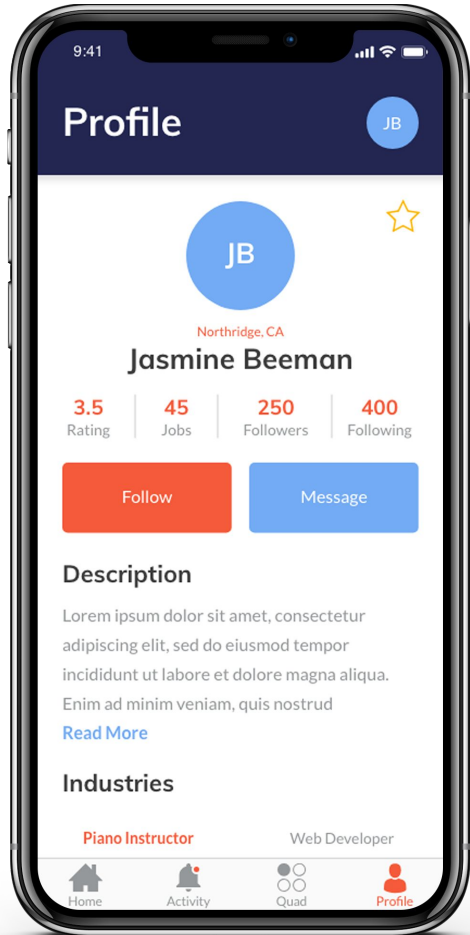 9:41
Profile
JB
JB
Northridge, CA
Jasmine Beeman
3.5 45 250 400
Rating Jobs Followers Following
Follow Message
Description
Lorem ipsum dolor sit amet, consectetur
adipiscing elit, sed do eiusmod tempor
incididunt ut labore et dolore magna aliqua.
Enim ad minim veniam, quis nostrud
Read More
Industries
Piano Instructor Web Developer
Home Activity Quad Profile